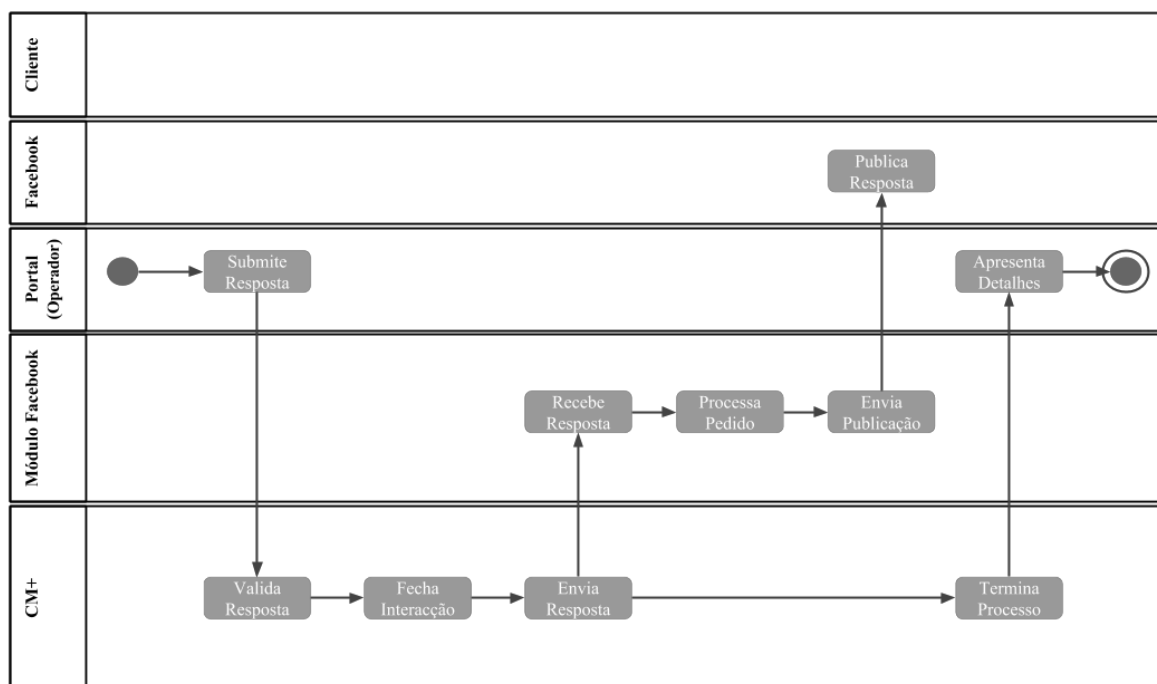 Cliente
Facebook
Publica
Resposta
Portal
(Operador)
Submite
Resposta
Apresenta
Detalhes
Módulo Facebook
Recebe
Resposta
Processa
Pedido
Envia
Publicação
CM+
Valida
Resposta
Fecha
Interacção
Envia
Resposta
Termina
Processo